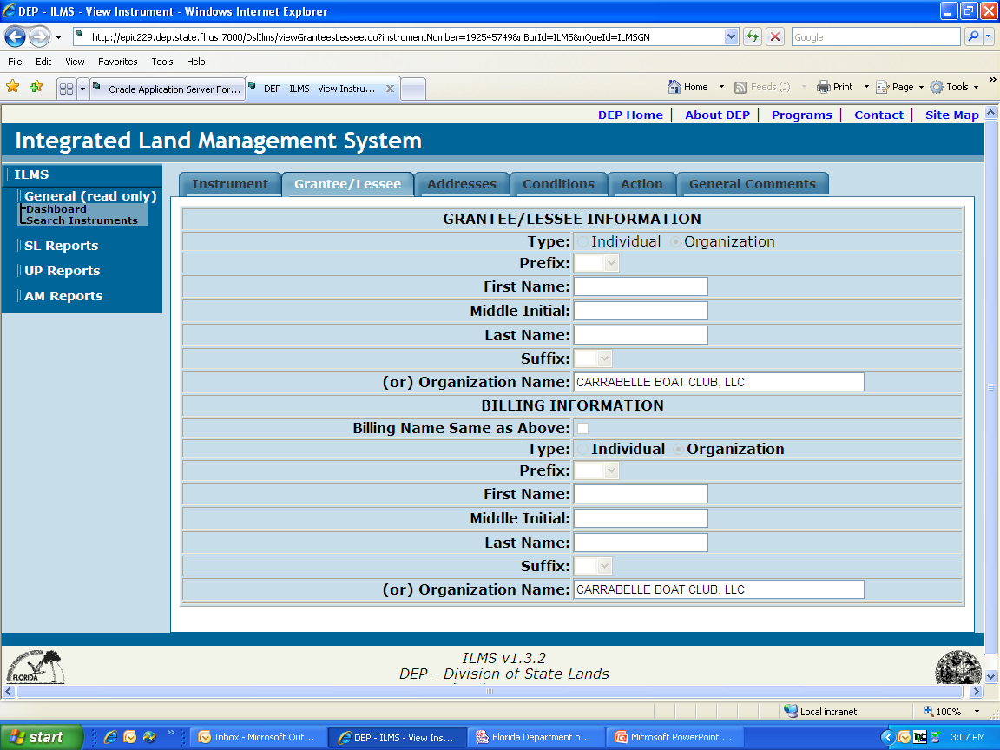 DEP - ILMS - View Instrument - Windows Internet Explorer
http://epic229.dep.state.fl.us:7000/DslIlms/viewGranteesLessee.do?instrumentNumber=192545749&nBurId=ILMS&nQueId=ILMSGN
Google
File Edit View Favorites Tools Help
Oracle Application Server For... DEP - ILMS - View Instru... Home Feeds (J) Print Page Tools
DEP Home About DEP Programs Contact Site Map
Integrated Land Management System
ILMS
General (read only)
Dashboard
Search Instruments
SL Reports
UP Reports
AM Reports
Instrument Grantee/Lessee Addresses Conditions Action General Comments
GRANTEE/LESSEE INFORMATION
Type: Individual Organization
Prefix:
First Name:
Middle Initial:
Last Name:
Suffix:
(or) Organization Name: CARRABELLE BOAT CLUB, LLC
BILLING INFORMATION
Billing Name Same as Above:
Type: Individual Organization
Prefix:
First Name:
Middle Initial:
Last Name:
Suffix:
(or) Organization Name: CARRABELLE BOAT CLUB, LLC
FLORIDA
ILMS v1.3.2
DEP - Division of State Lands
Local intranet 100%
start Inbox - Microsoft Out... DEP - ILMS - View Ins... Florida Department o... Microsoft PowerPoint ... 3:07 PM